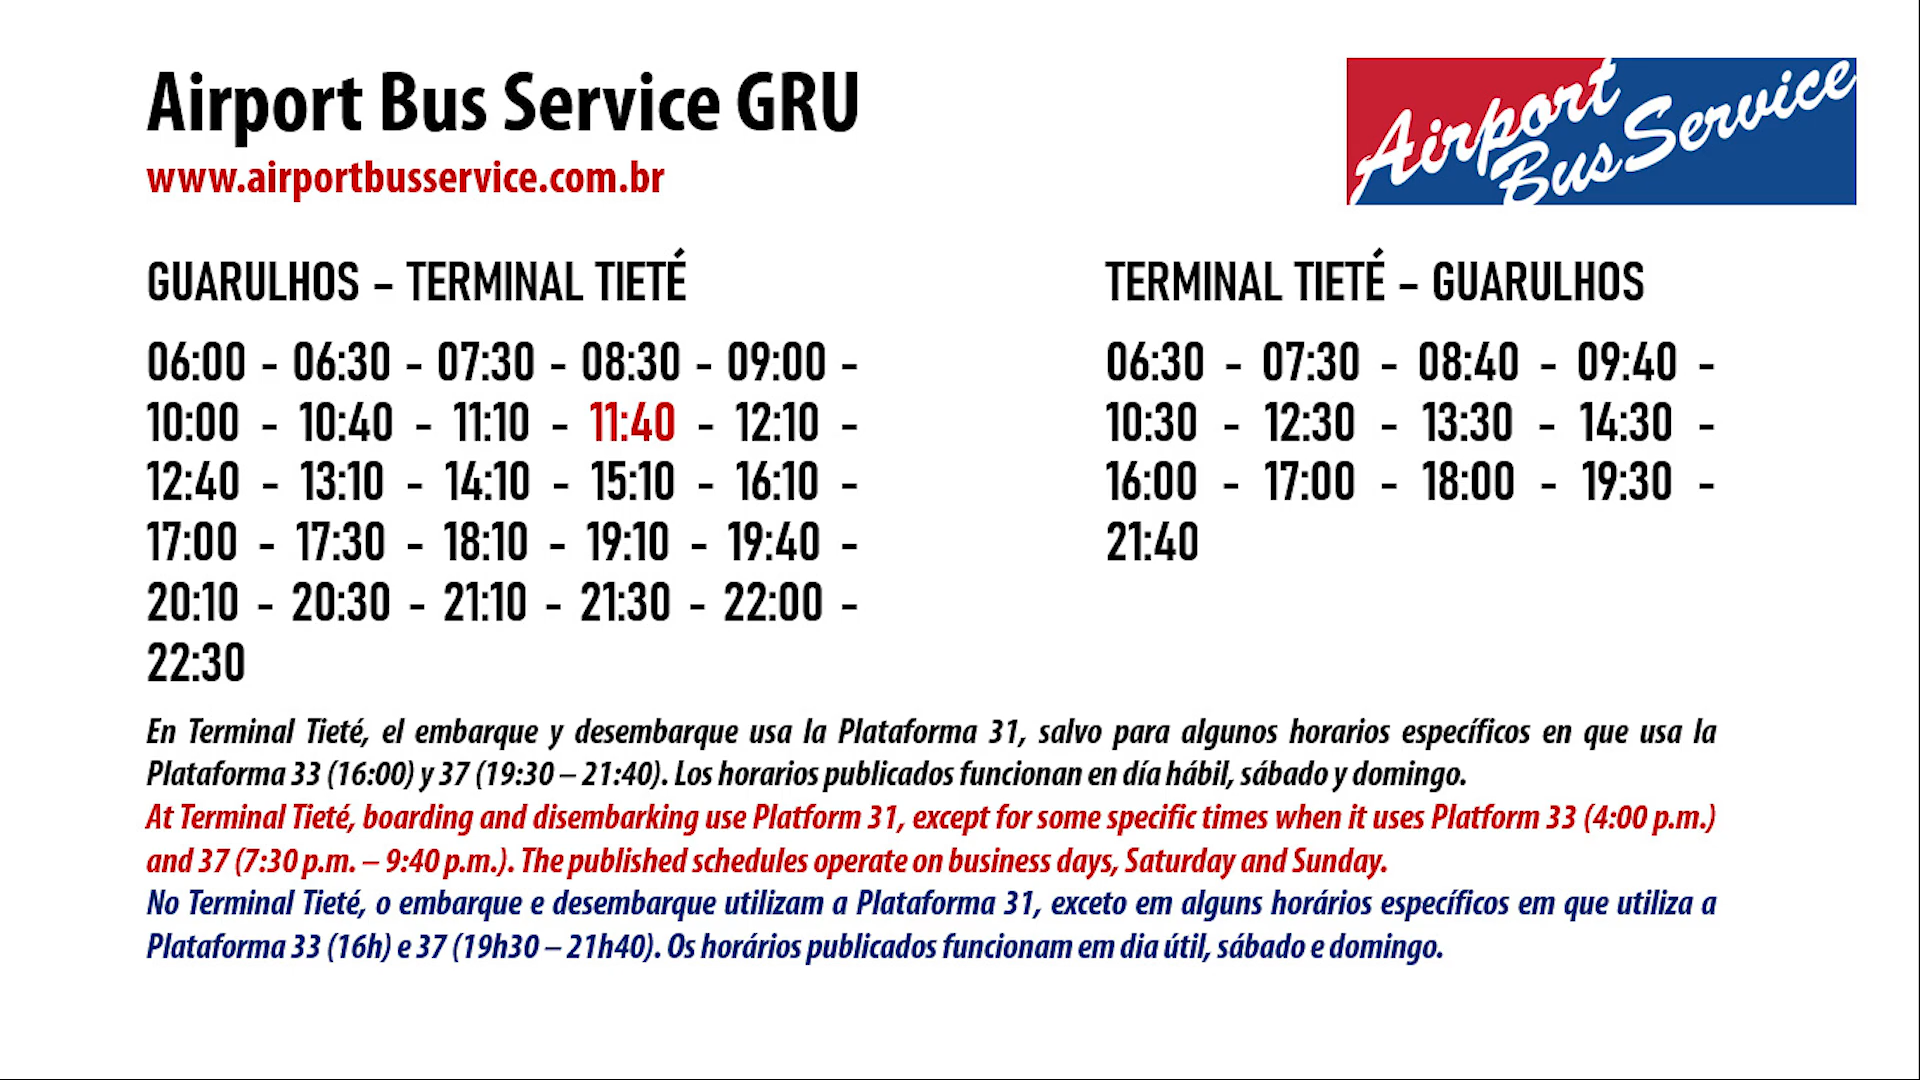 Airport Bus Service GRU
www.airportbusservice.com.br
Airport
Bus Service
GUARULHOS – TERMINAL TIETÉ
06:00 - 06:30 - 07:30 - 08:30 - 09:00 -
10:00 - 10:40 - 11:10 - 11:40 - 12:10 -
12:40 - 13:10 - 14:10 - 15:10 - 16:10 -
17:00 - 17:30 - 18:10 - 19:10 - 19:40 -
20:10 - 20:30 - 21:10 - 21:30 - 22:00 -
22:30
TERMINAL TIETÉ – GUARULHOS
06:30 - 07:30 - 08:40 - 09:40 -
10:30 - 12:30 - 13:30 - 14:30 -
16:00 - 17:00 - 18:00 - 19:30 -
21:40
En Terminal Tieté, el embarque y desembarque usa la Plataforma 31, salvo para algunos horarios específicos en que usa la
Plataforma 33 (16:00) y 37 (19:30 – 21:40). Los horarios publicados funcionan en día hábil, sábado y domingo.
At Terminal Tieté, boarding and disembarking use Platform 31, except for some specific times when it uses Platform 33 (4:00 p.m.)
and 37 (7:30 p.m. – 9:40 p.m.). The published schedules operate on business days, Saturday and Sunday.
No Terminal Tieté, o embarque e desembarque utilizam a Plataforma 31, exceto em alguns horários específicos em que utiliza a
Plataforma 33 (16h) e 37 (19h30 – 21h40). Os horários publicados funcionam em dia útil, sábado e domingo.